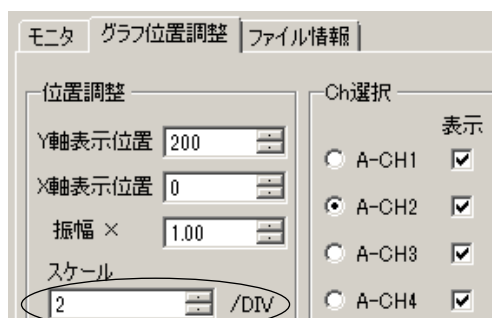 モニタ グラフ位置調整 ファイル情報
位置調整
Y軸表示位置 200
X軸表示位置 0
振幅 × 1.00
スケール
2 /DIV
Ch選択
表示
A-CH1
A-CH2
A-CH3
A-CH4